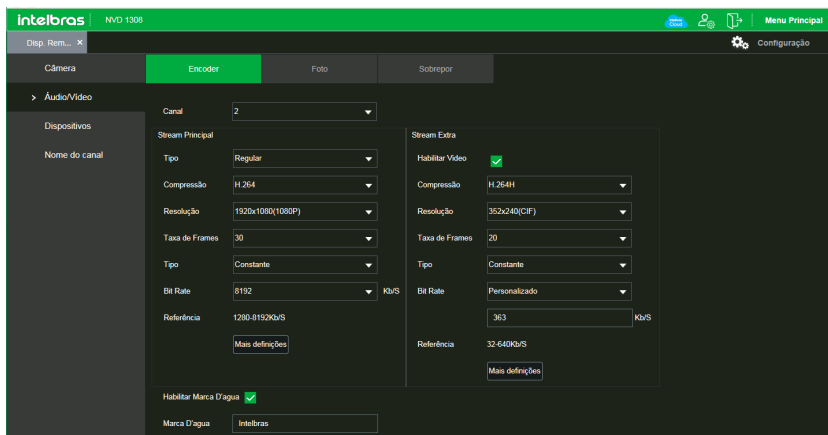 intelbras NVD 1308 Intelbras Cloud Menu Principal
Disp. Rem... × Configuração
Câmera Encoder Foto Sobrepor
> Áudio/Vídeo
Dispositivos
Nome do canal
Canal 2
Stream Principal
Tipo Regular
Compressão H.264
Resolução 1920x1080(1080P)
Taxa de Frames 30
Tipo Constante
Bit Rate 8192 Kb/S
Referência 1280-8192Kb/S
Mais definições
Stream Extra
Habilitar Video
Compressão H.264H
Resolução 352x240(CIF)
Taxa de Frames 20
Tipo Constante
Bit Rate Personalizado
363 Kb/S
Referência 32-640Kb/S
Mais definições
Habilitar Marca D'agua
Marca D'agua Intelbras